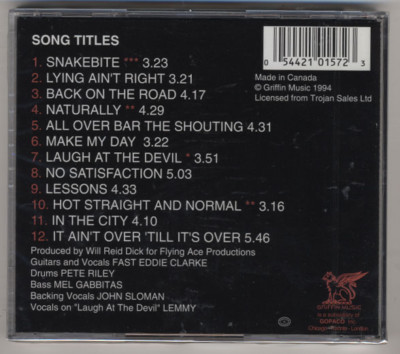 SONG TITLES
1. SNAKEBITE *** 3.23
2. LYING AIN'T RIGHT 3.21
3. BACK ON THE ROAD 4.17
4. NATURALLY ** 4.29
5. ALL OVER BAR THE SHOUTING 4.31
6. MAKE MY DAY 3.22
7. LAUGH AT THE DEVIL * 3.51
8. NO SATISFACTION 5.03
9. LESSONS 4.33
10. HOT STRAIGHT AND NORMAL ** 3.16
11. IN THE CITY 4.10
12. IT AIN'T OVER 'TILL IT'S OVER 5.46
Produced by Will Reid Dick for Flying Ace Productions
Guitars and Vocals FAST EDDIE CLARKE
Drums PETE RILEY
Bass MEL GABBITAS
Backing Vocals JOHN SLOMAN
Vocals on "Laugh At The Devil" LEMMY
0 54421 01572 3
Made in Canada
© Griffin Music 1994
Licensed from Trojan Sales Ltd
GRIFFIN MUSIC
is a subsidiary of